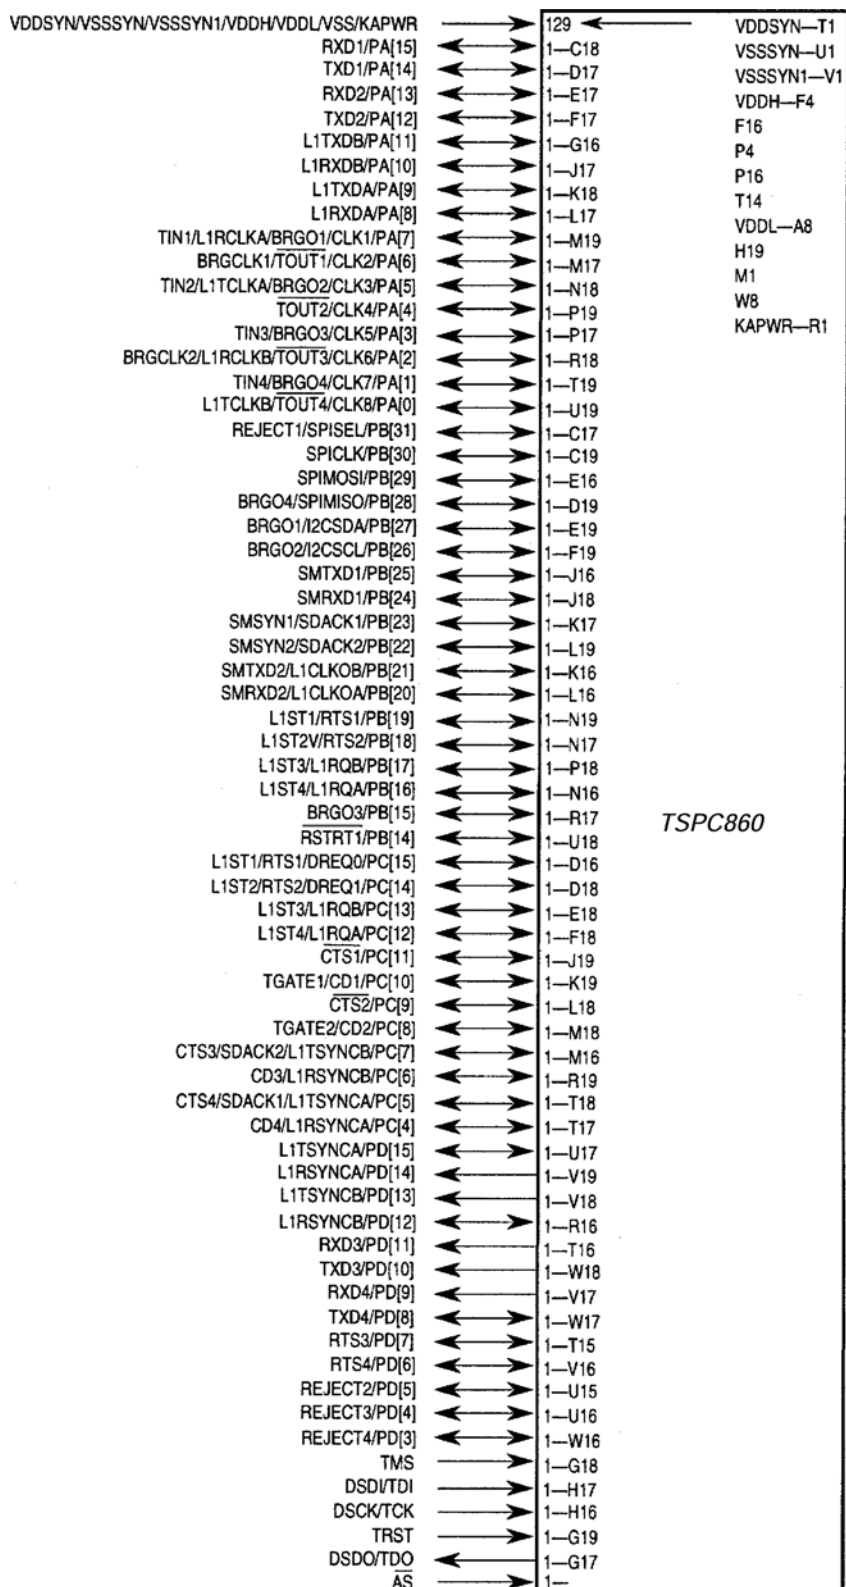 VDDSYN/VSSSYN/VSSSYN1/VDDH/VDDL/VSS/KAPWR 129 VDDSYN—T1
RXD1/PA[15] 1—C18 VSSSYN—U1
TXD1/PA[14] 1—D17 VSSSYN1—V1
RXD2/PA[13] 1—E17 VDDH—F4
TXD2/PA[12] 1—F17 F16
L1TXDB/PA[11] 1—G16 P4
L1RXDB/PA[10] 1—J17 P16
L1TXDA/PA[9] 1—K18 T14
L1RXDA/PA[8] 1—L17 VDDL—A8
TIN1/L1RCLKA/BRGO1/CLK1/PA[7] 1—M19 H19
BRGCLK1/TOUT1/CLK2/PA[6] 1—M17 M1
TIN2/L1TCLKA/BRGO2/CLK3/PA[5] 1—N18 W8
TOUT2/CLK4/PA[4] 1—P19 KAPWR—R1
TIN3/BRGO3/CLK5/PA[3] 1—P17
BRGCLK2/L1RCLKB/TOUT3/CLK6/PA[2] 1—R18
TIN4/BRGO4/CLK7/PA[1] 1—T19
L1TCLKB/TOUT4/CLK8/PA[0] 1—U19
REJECT1/SPISEL/PB[31] 1—C17
SPICLK/PB[30] 1—C19
SPIMOSI/PB[29] 1—E16
BRGO4/SPIMISO/PB[28] 1—D19
BRGO1/I2CSDA/PB[27] 1—E19
BRGO2/I2CSCL/PB[26] 1—F19
SMTXD1/PB[25] 1—J16
SMRXD1/PB[24] 1—J18
SMSYN1/SDACK1/PB[23] 1—K17
SMSYN2/SDACK2/PB[22] 1—L19
SMTXD2/L1CLKOB/PB[21] 1—K16
SMRXD2/L1CLKOA/PB[20] 1—L16
L1ST1/RTS1/PB[19] 1—N19
L1ST2V/RTS2/PB[18] 1—N17
L1ST3/L1RQB/PB[17] 1—P18
L1ST4/L1RQA/PB[16] 1—N16
BRGO3/PB[15] 1—R17
TSPC860
RSTRT1/PB[14] 1—U18
L1ST1/RTS1/DREQ0/PC[15] 1—D16
L1ST2/RTS2/DREQ1/PC[14] 1—D18
L1ST3/L1RQB/PC[13] 1—E18
L1ST4/L1RQA/PC[12] 1—F18
CTS1/PC[11] 1—J19
TGATE1/CD1/PC[10] 1—K19
CTS2/PC[9] 1—L18
TGATE2/CD2/PC[8] 1—M18
CTS3/SDACK2/L1TSYNCB/PC[7] 1—M16
CD3/L1RSYNCB/PC[6] 1—R19
CTS4/SDACK1/L1TSYNCA/PC[5] 1—T18
CD4/L1RSYNCA/PC[4] 1—T17
L1TSYNCA/PD[15] 1—U17
L1RSYNCA/PD[14] 1—V19
L1TSYNCB/PD[13] 1—V18
L1RSYNCB/PD[12] 1—R16
RXD3/PD[11] 1—T16
TXD3/PD[10] 1—W18
RXD4/PD[9] 1—V17
TXD4/PD[8] 1—W17
RTS3/PD[7] 1—T15
RTS4/PD[6] 1—V16
REJECT2/PD[5] 1—U15
REJECT3/PD[4] 1—U16
REJECT4/PD[3] 1—W16
TMS 1—G18
DSDI/TDI 1—H17
DSCK/TCK 1—H16
TRST 1—G19
DSDO/TDO 1—G17
AS 1—